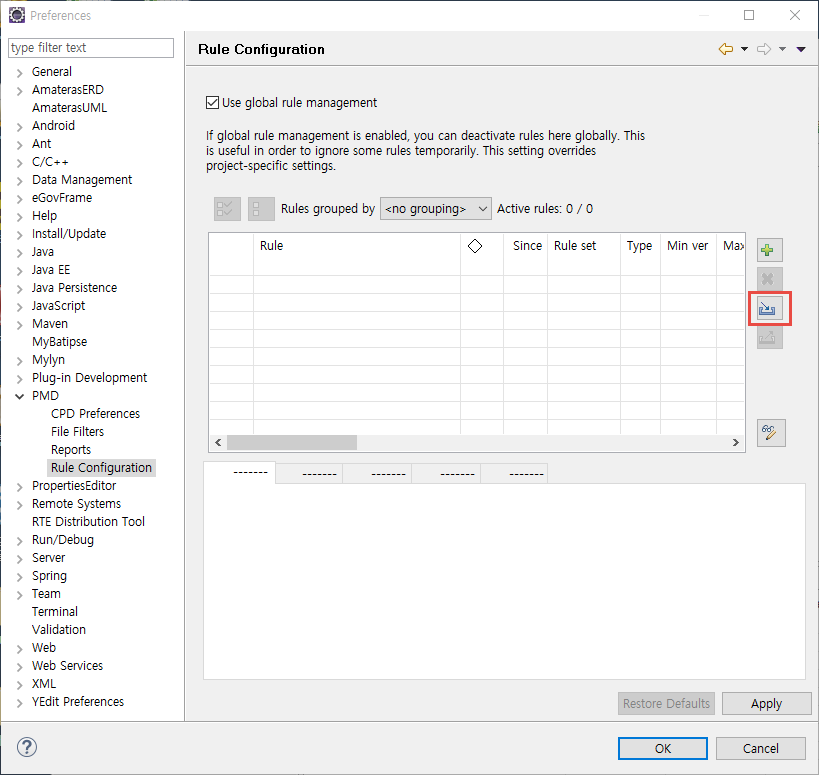 Preferences
type filter text
General
AmaterasERD
AmaterasUML
Android
Ant
C/C++
Data Management
eGovFrame
Help
Install/Update
Java
Java EE
Java Persistence
JavaScript
Maven
MyBatipse
Mylyn
Plug-in Development
PMD
CPD Preferences
File Filters
Reports
Rule Configuration
PropertiesEditor
Remote Systems
RTE Distribution Tool
Run/Debug
Server
Spring
Team
Terminal
Validation
Web
Web Services
XML
YEdit Preferences
Rule Configuration
Use global rule management
If global rule management is enabled, you can deactivate rules here globally. This
is useful in order to ignore some rules temporarily. This setting overrides
project-specific settings.
Rules grouped by <no grouping> Active rules: 0 / 0
Rule Since Rule set Type Min ver Max
------- ------- ------- ------- -------
Restore Defaults Apply
OK Cancel